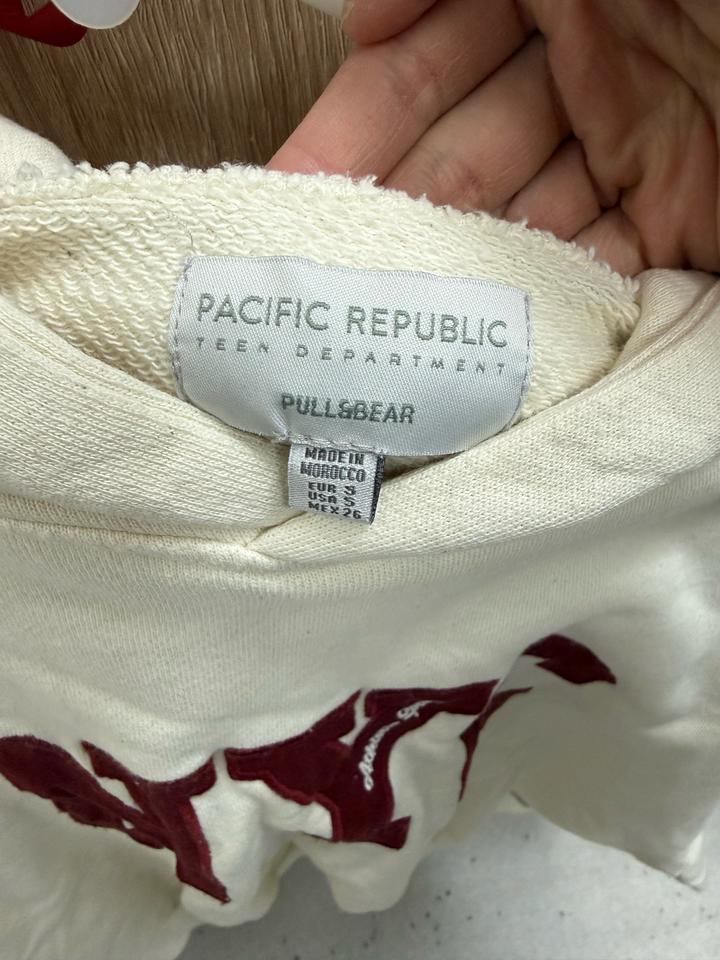 PACIFIC REPUBLIC
TEEN DEPARTMENT
PULL&BEAR
MADE IN
MOROCCO
EUR S
USA S
MEX 26